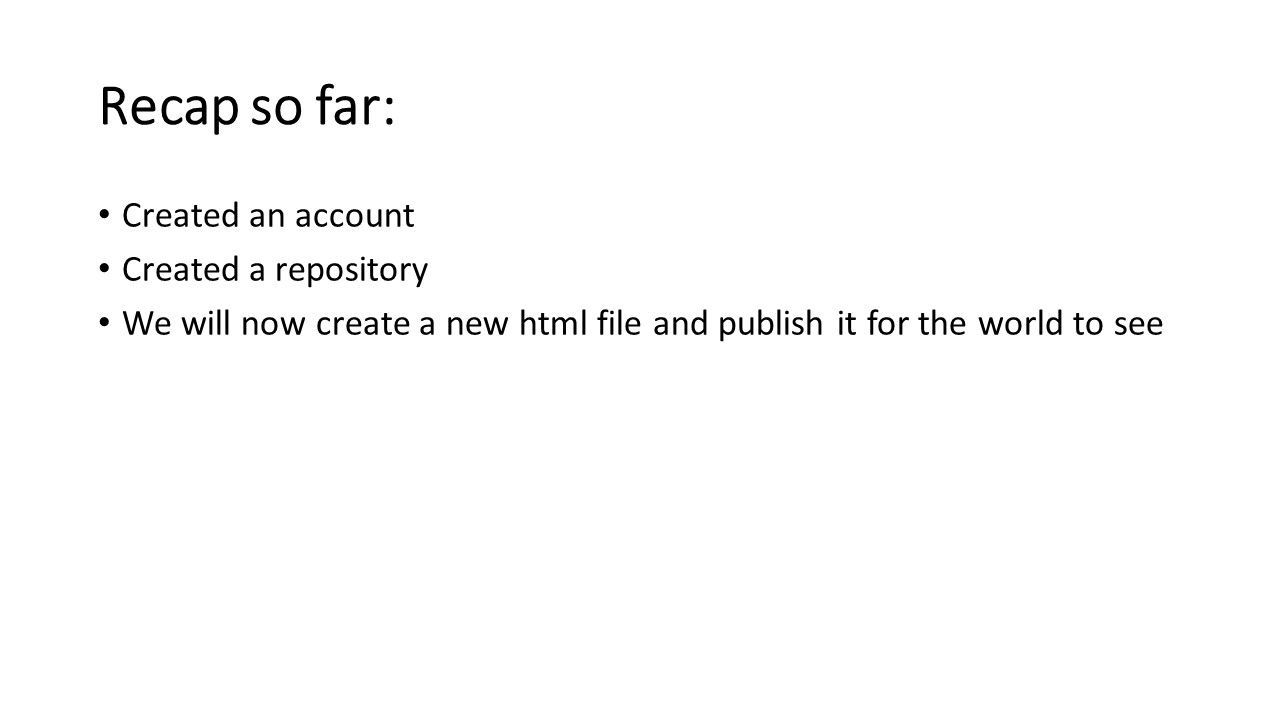 Recap so far:
• Created an account
• Created a repository
• We will now create a new html file and publish it for the world to see